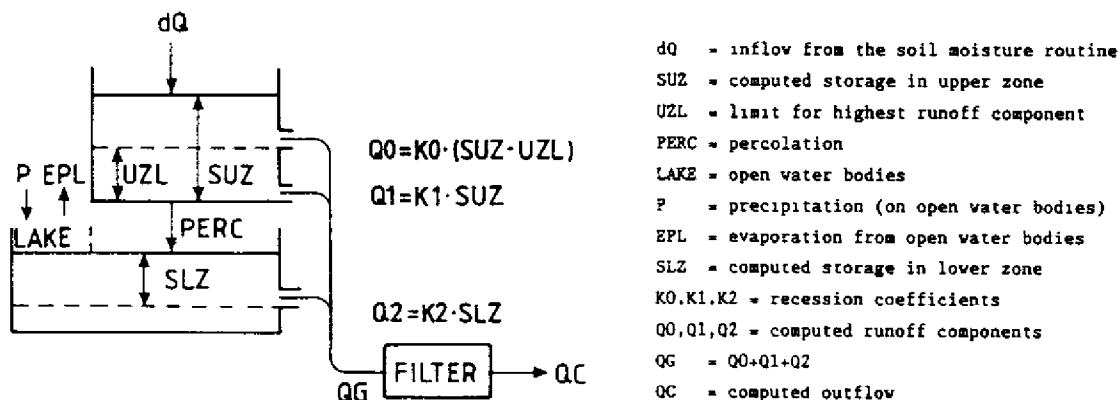 dQ
Q0=K0·(SUZ-UZL)
UZL
SUZ
Q1=K1·SUZ
P EPL
PERC
LAKE
SLZ
Q2=K2·SLZ
FILTER
QC
QG
dQ = inflow from the soil moisture routine
SUZ = computed storage in upper zone
UZL = limit for highest runoff component
PERC = percolation
LAKE = open water bodies
P = precipitation (on open water bodies)
EPL = evaporation from open water bodies
SLZ = computed storage in lower zone
K0,K1,K2 = recession coefficients
Q0,Q1,Q2 = computed runoff components
QG = Q0+Q1+Q2
QC = computed outflow